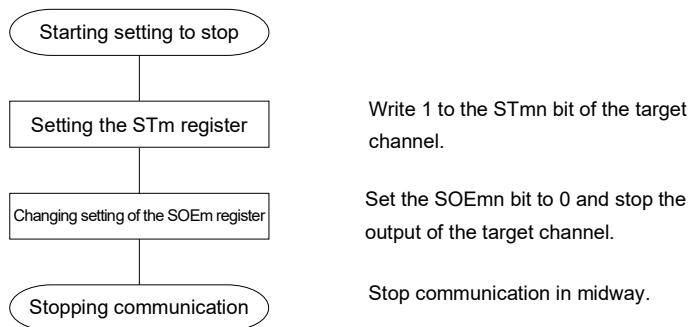 Starting setting to stop
Setting the STm register
Write 1 to the STmn bit of the target
channel.
Changing setting of the SOEm register
Set the SOEmn bit to 0 and stop the
output of the target channel.
Stopping communication
Stop communication in midway.